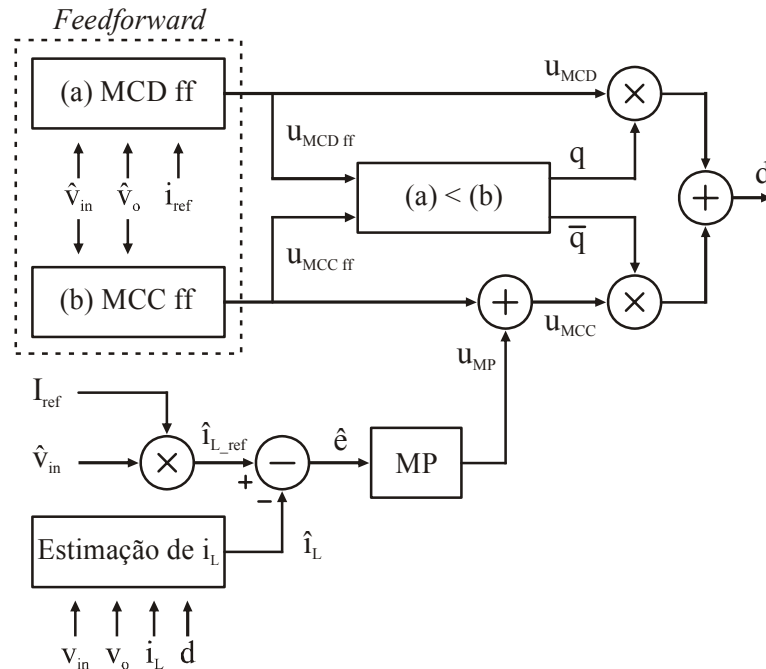 Feedforward
(a) MCD ff
u_MCD
×
u_MCD ff
q
v̂_in v̂_o i_ref
(a) < (b)
+
d
q̅
u_MCC ff
(b) MCC ff
+
u_MCC
×
u_MP
I_ref
v̂_in
×
î_L_ref
+
−
−
ê
MP
Estimação de i_L
î_L
v_in v_o i_L d